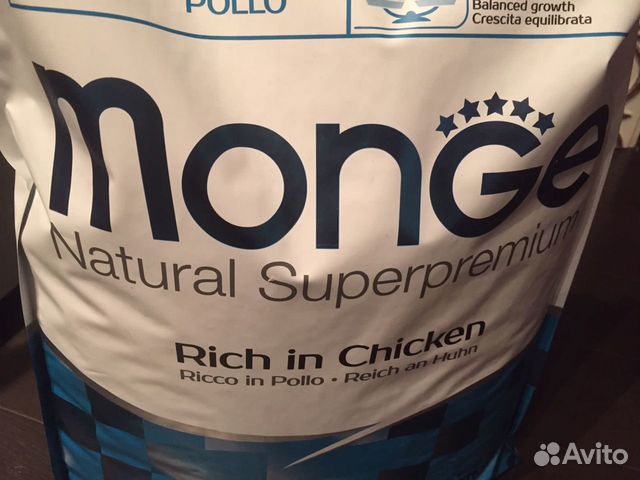 POLLO
Balanced growth
Crescita equilibrata
monGe
Natural Superpremium
Rich in Chicken
Ricco in Pollo • Reich an Huhn
Avito